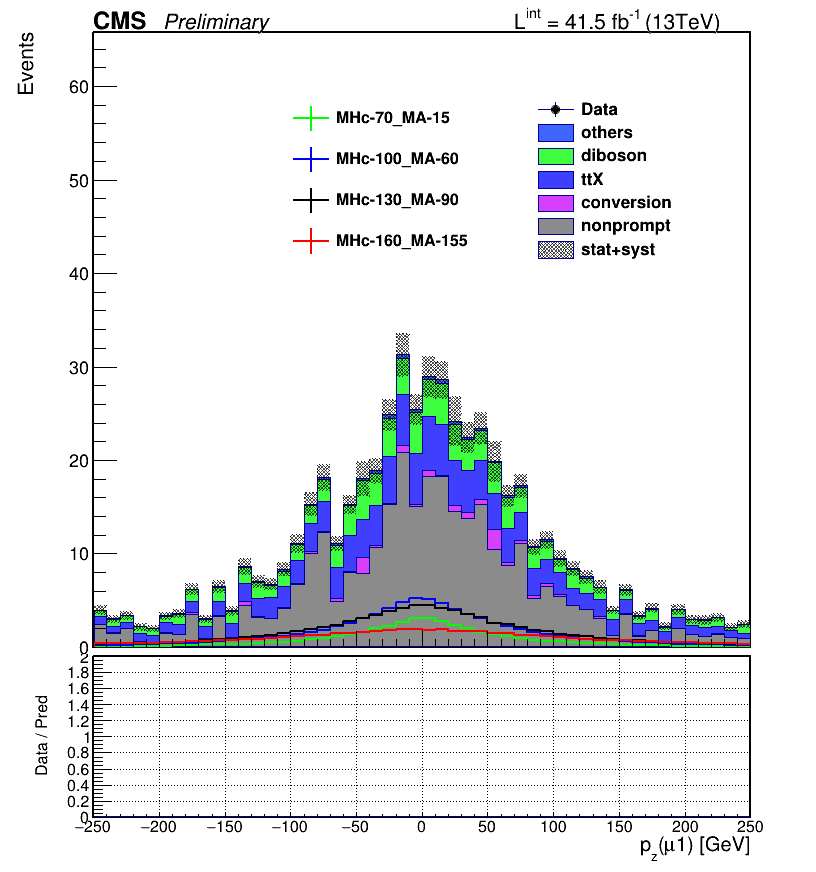 CMS Preliminary L^int = 41.5 fb^-1 (13TeV)
Events
60
50
40
30
20
10
0
MHc-70_MA-15
MHc-100_MA-60
MHc-130_MA-90
MHc-160_MA-155
Data
others
diboson
ttX
conversion
nonprompt
stat+syst
Data / Pred
2
1.8
1.6
1.4
1.2
1
0.8
0.6
0.4
0.2
0
−250 −200 −150 −100 −50 0 50 100 150 200 250
p_z(μ1) [GeV]